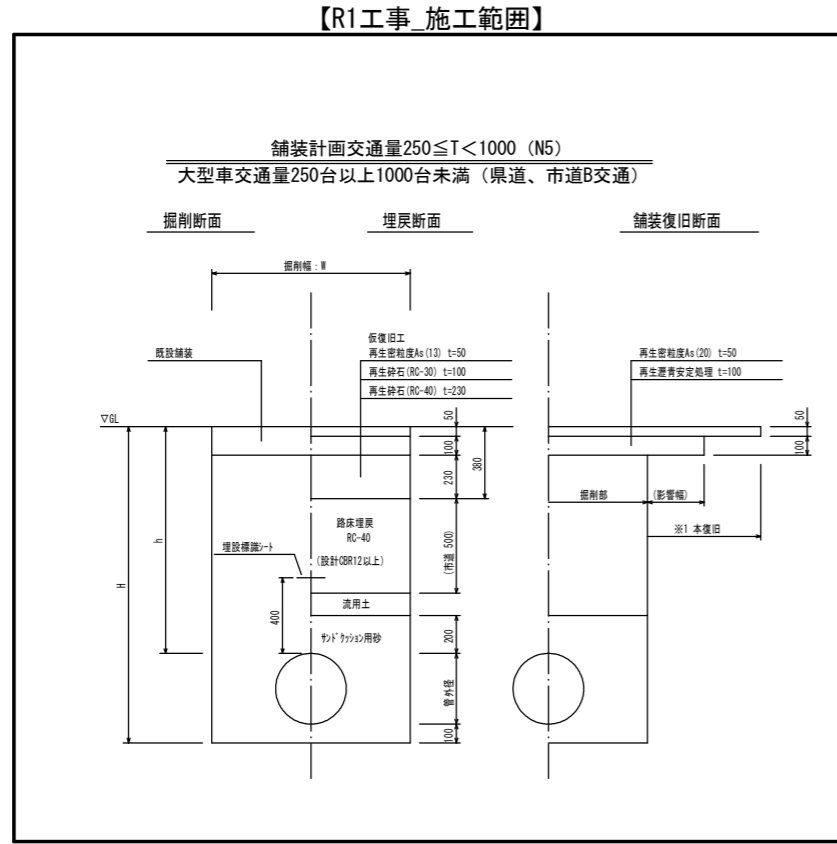 【R1工事_施工範囲】
舗装計画交通量250≦T＜1000（N5）
大型車交通量250台以上1000台未満（県道、市道B交通）
掘削断面
埋戻断面
舗装復旧断面
掘削幅：W
仮復旧工
既設舗装
再生密粒度As(13) t=50
再生砕石(RC-30) t=100
再生砕石(RC-40) t=230
再生密粒度As(20) t=50
再生瀝青安定処理 t=100
▽GL
50
100
230
380
50
100
掘削部
(影響幅)
※1 本復旧
路床埋戻
RC-40
(設計CBR12以上)
(市道 500)
埋設標識シート
H
h
400
流用土
サンドクッション用砂
200
管外径
100